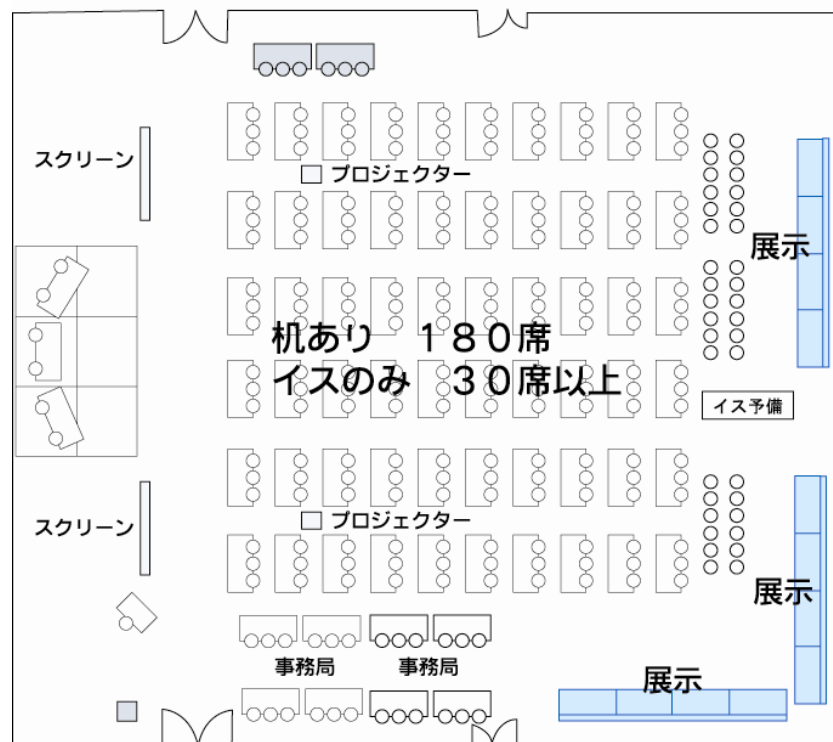 スクリーン
プロジェクター
展示
机あり　１８０席
イスのみ　３０席以上
イス予備
スクリーン
プロジェクター
展示
事務局
事務局
展示